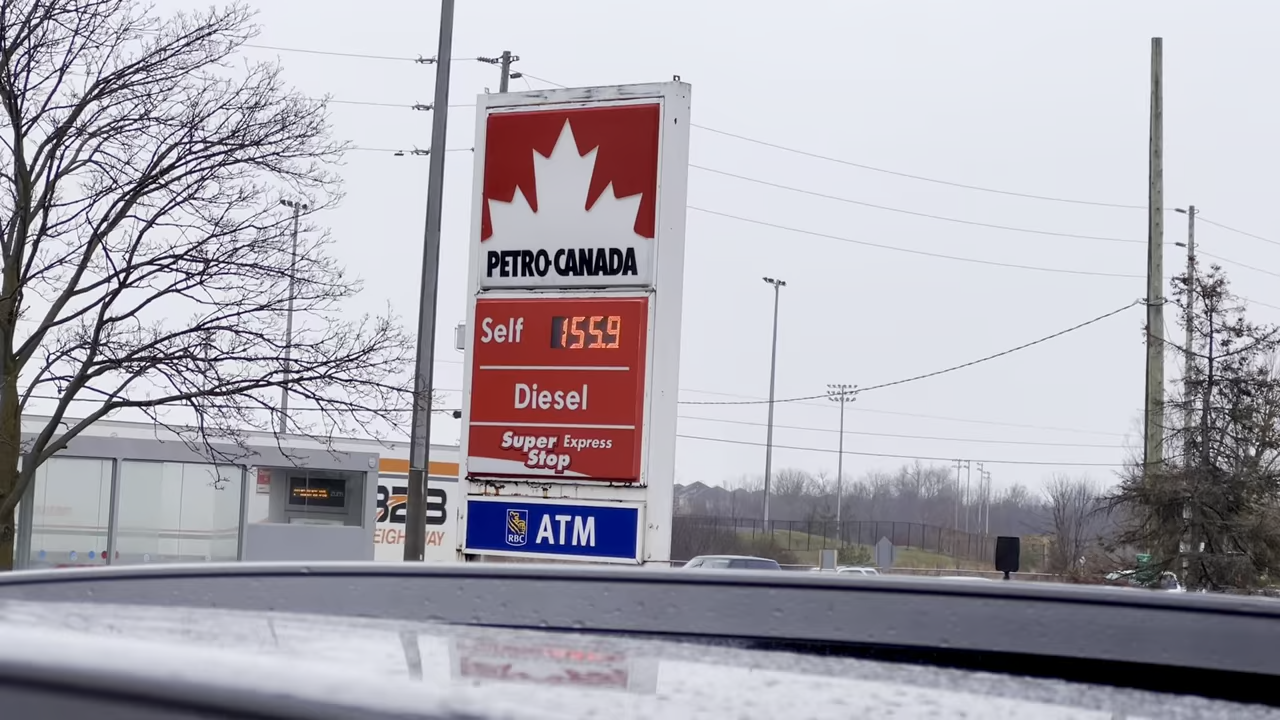 PETRO-CANADA
Self 155.9
Diesel
Super Express
Stop
RBC ATM